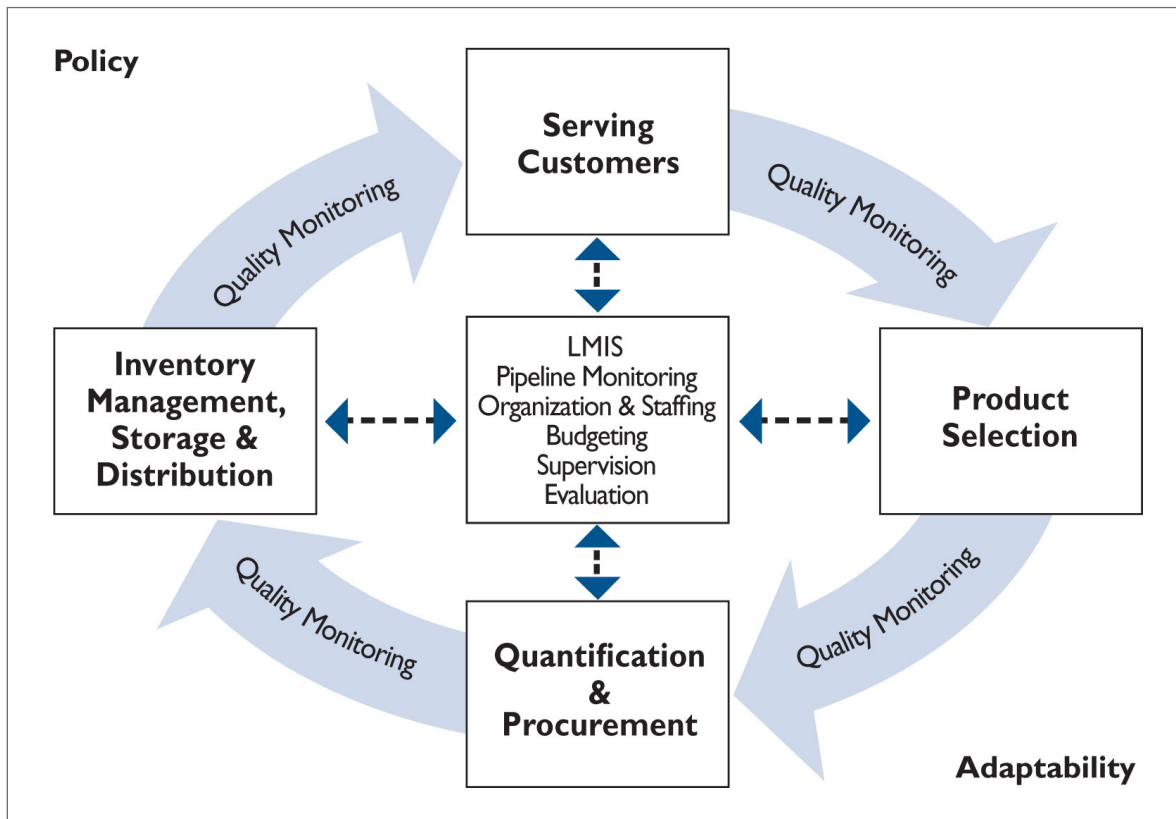 Policy
Serving
Customers
Quality Monitoring
Quality Monitoring
Inventory
Management,
Storage &
Distribution
LMIS
Pipeline Monitoring
Organization & Staffing
Budgeting
Supervision
Evaluation
Product
Selection
Quality Monitoring
Quality Monitoring
Quantification
&
Procurement
Adaptability